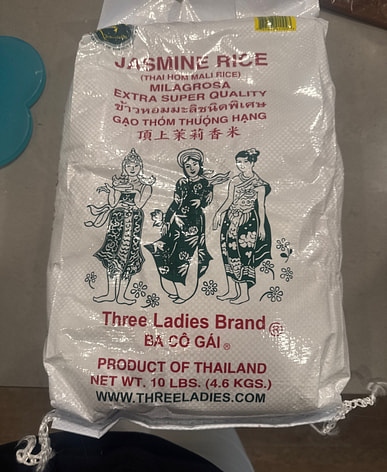 JASMINE RICE
(THAI HOM MALI RICE)
MILAGROSA
EXTRA SUPER QUALITY
ข้าวหอมมะลิชนิดพิเศษ
GẠO THƠM THƯỢNG HẠNG
頂上茉莉香米
Three Ladies Brand ®
BA CÔ GÁI ®
PRODUCT OF THAILAND
NET WT. 10 LBS. (4.6 KGS.)
WWW.THREELADIES.COM